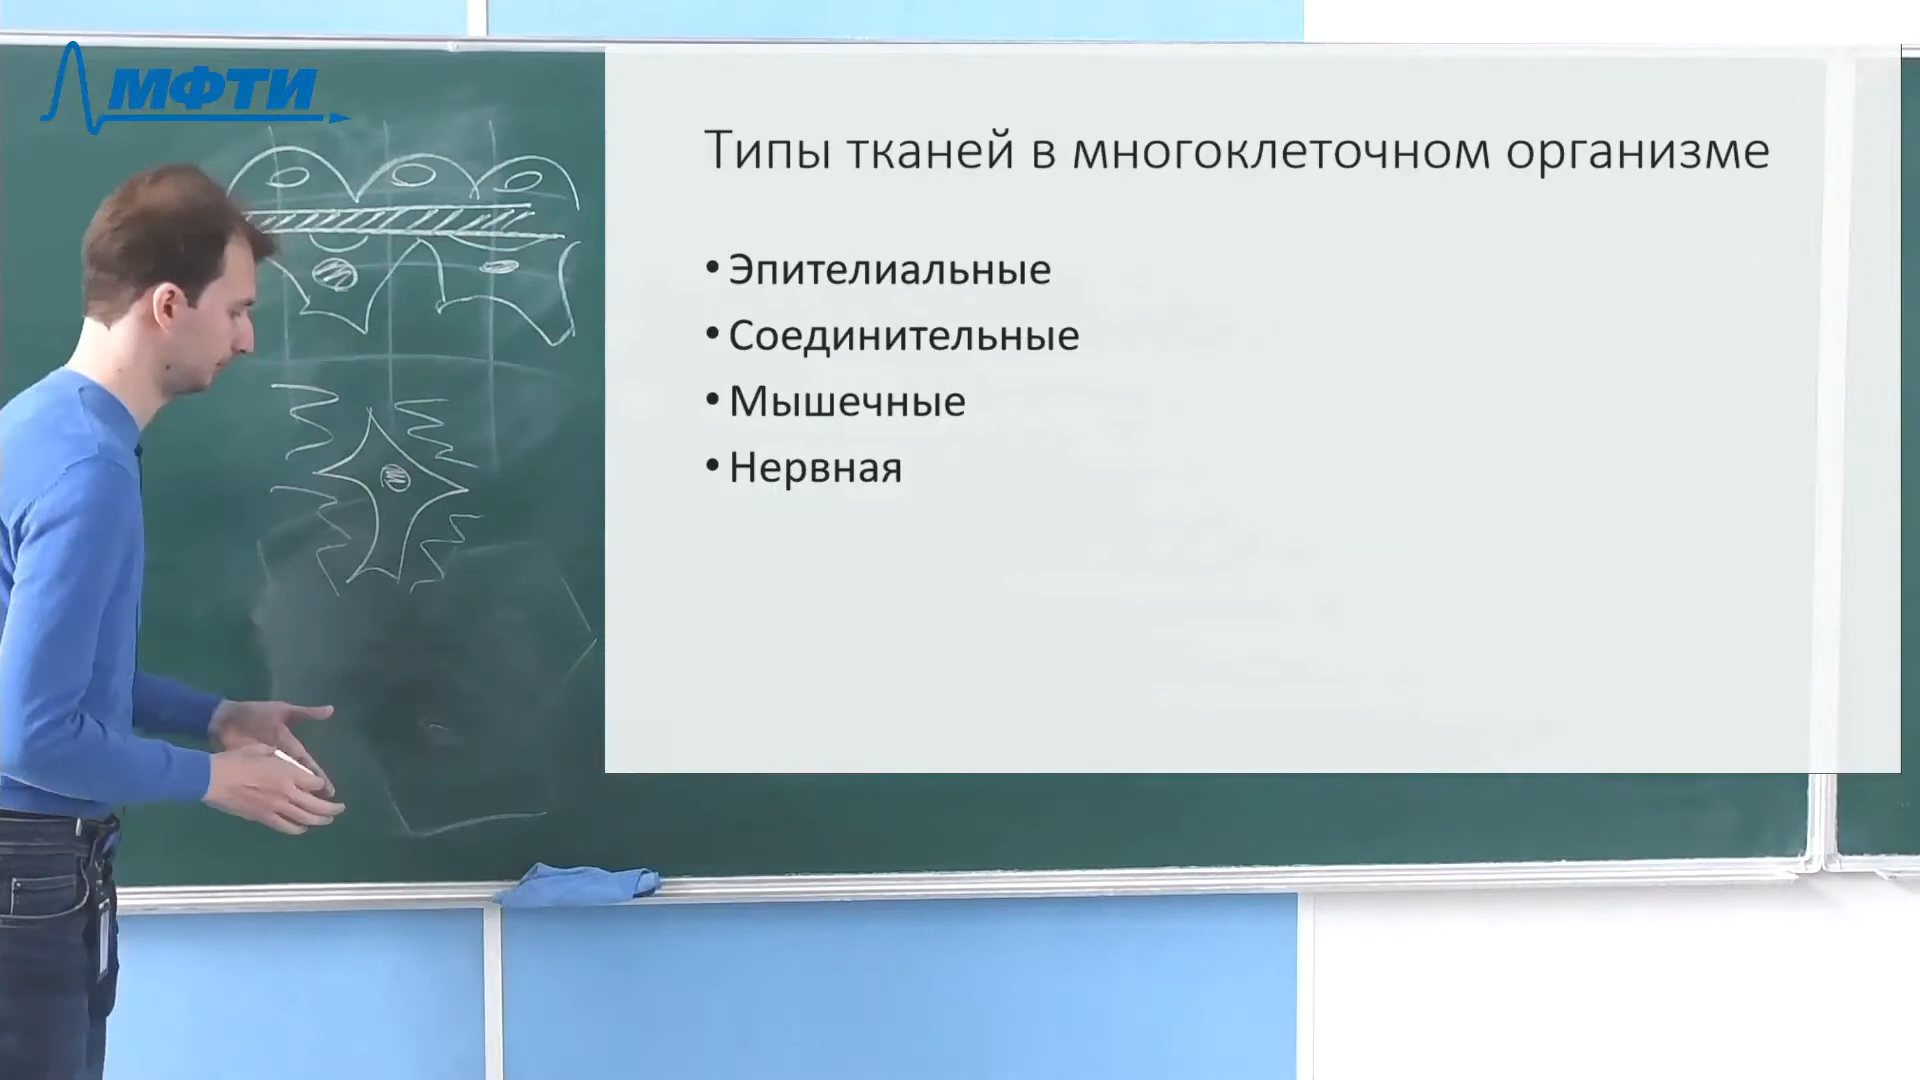 МФТИ
Типы тканей в многоклеточном организме
• Эпителиальные
• Соединительные
• Мышечные
• Нервная